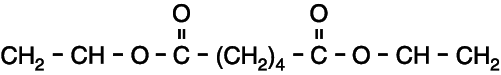 O O
CH₂ – CH – O – C – (CH₂)₄ – C – O – CH – CH₂